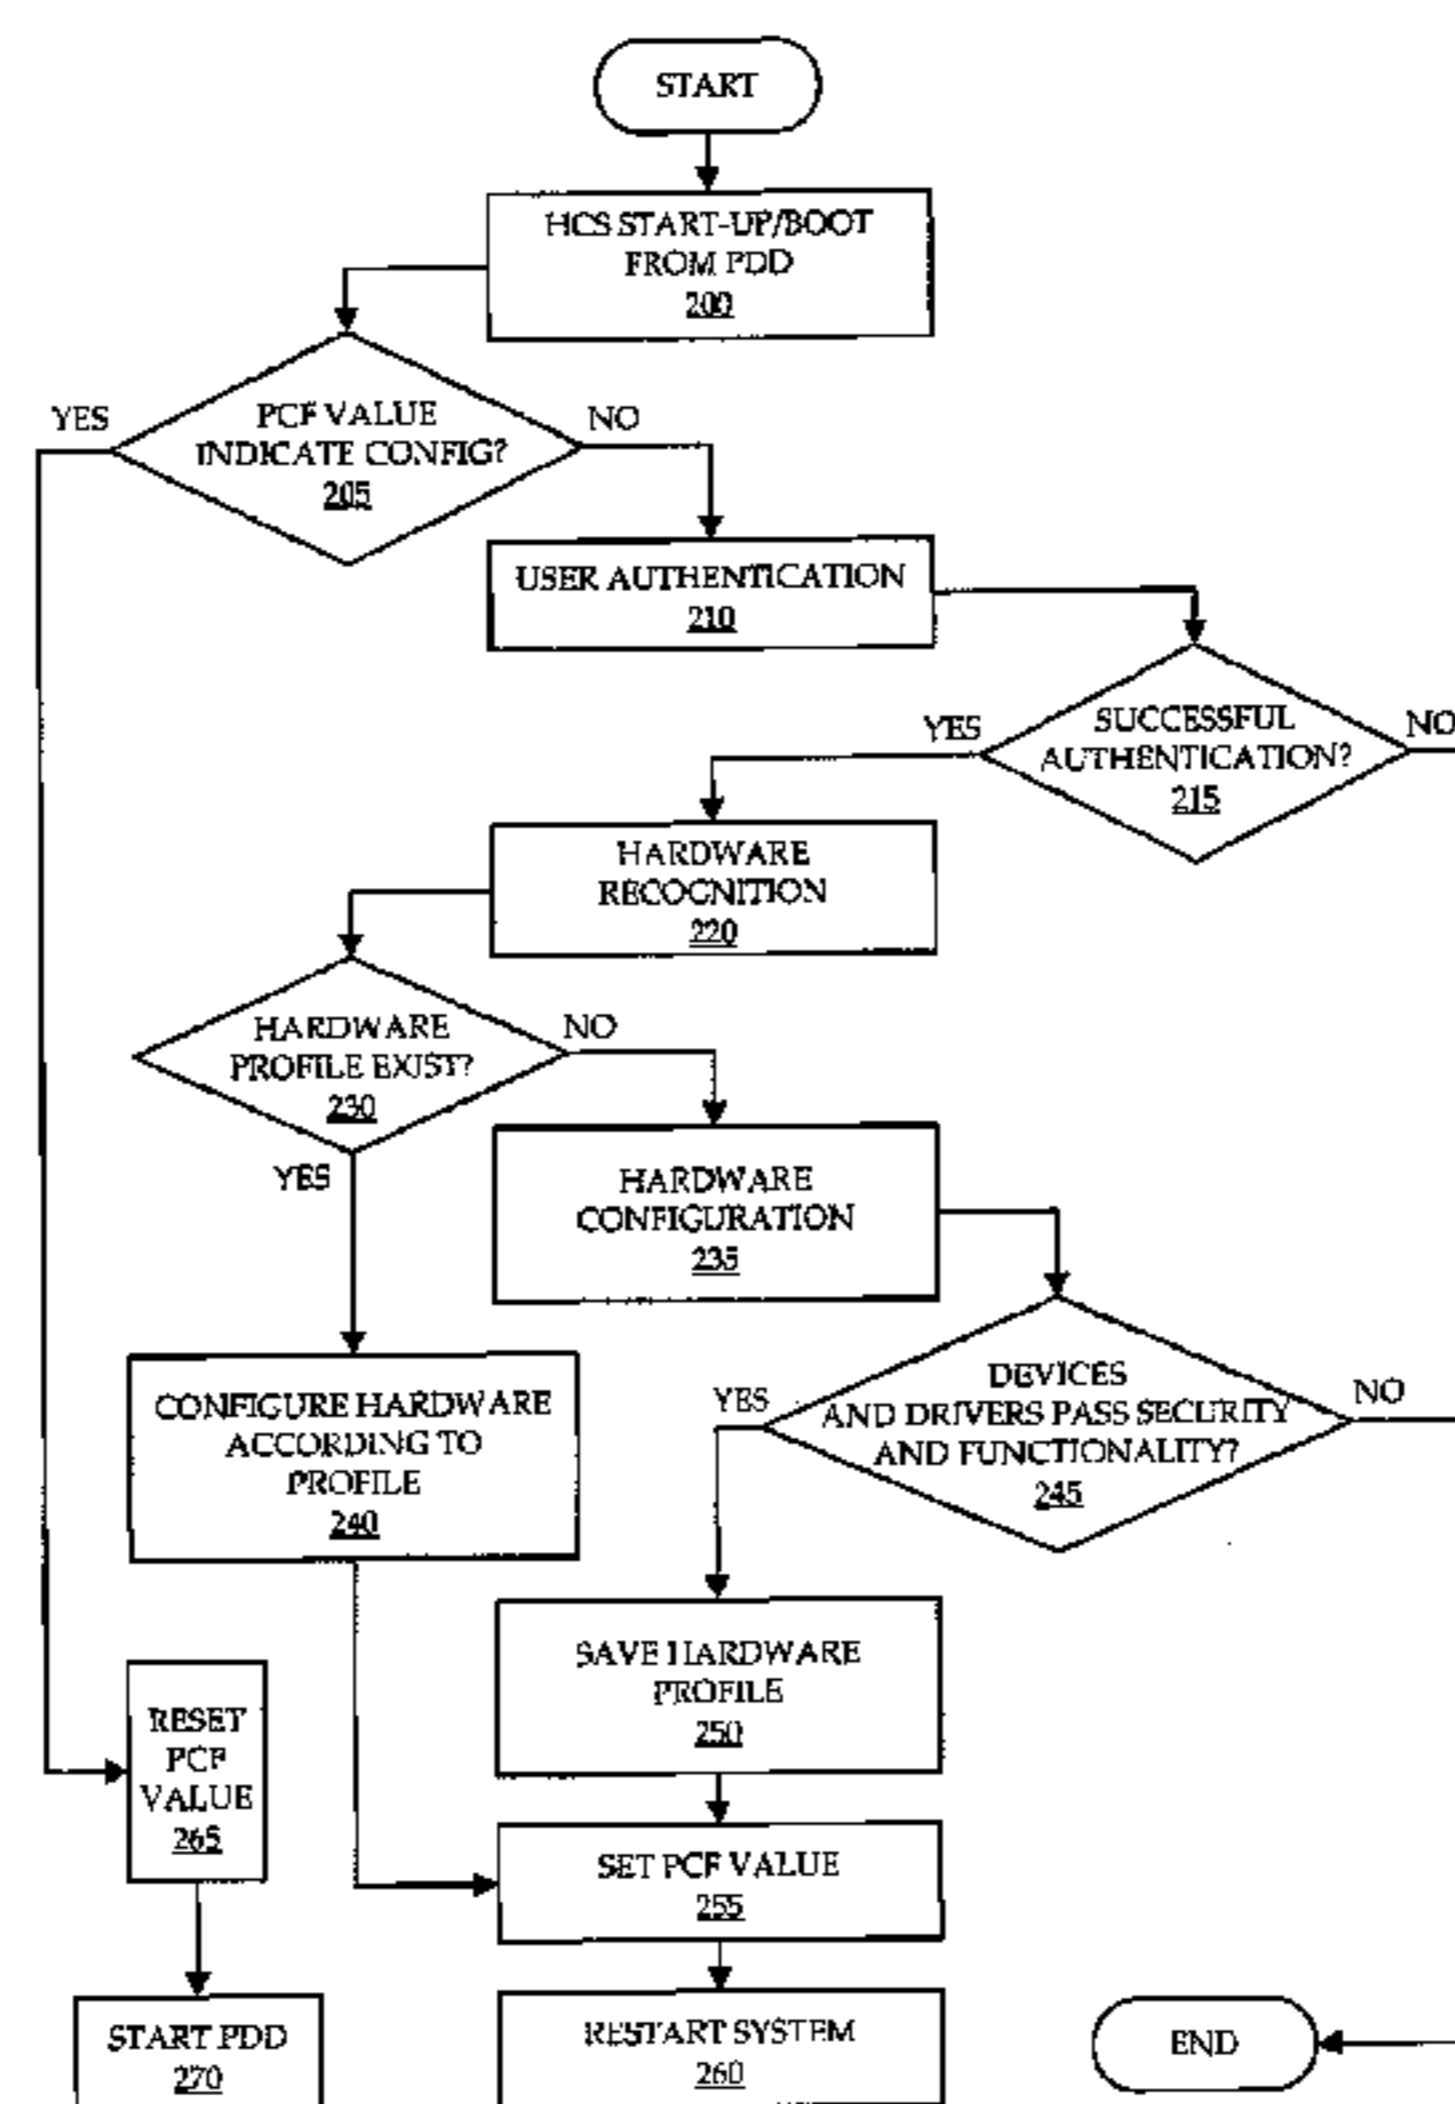 START
HCS START-UP/BOOT
FROM PDD
200
YES
PCF VALUE
INDICATE CONFIG?
205
NO
USER AUTHENTICATION
210
YES
SUCCESSFUL
AUTHENTICATION?
215
NO
HARDWARE
RECOGNITION
220
HARDWARE
PROFILE EXIST?
230
NO
YES
HARDWARE
CONFIGURATION
235
CONFIGURE HARDWARE
ACCORDING TO
PROFILE
240
YES
DEVICES
AND DRIVERS PASS SECURITY
AND FUNCTIONALITY?
245
NO
SAVE HARDWARE
PROFILE
250
RESET
PCF
VALUE
265
SET PCF VALUE
255
START PDD
270
RESTART SYSTEM
260
END